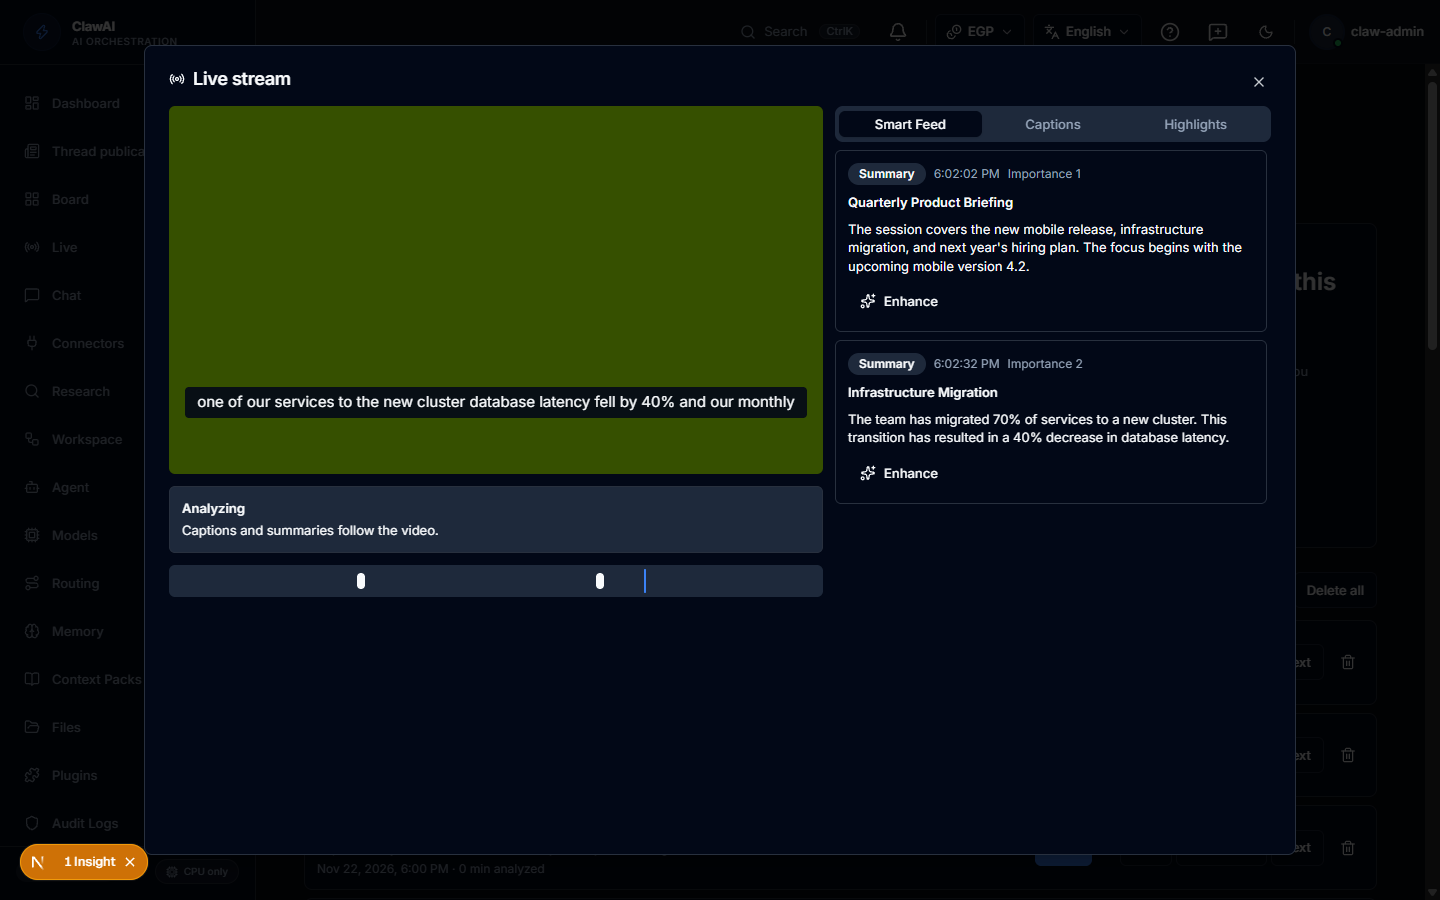 ClawAI
AI ORCHESTRATION
Search
CtrlK
EGP
English
C
claw-admin
Dashboard
Thread publica
Board
Live
Chat
Connectors
Research
Workspace
Agent
Models
Routing
Memory
Context Packs
Files
Plugins
Audit Logs
1 Insight
CPU only
Live stream
one of our services to the new cluster database latency fell by 40% and our monthly
Analyzing
Captions and summaries follow the video.
Smart Feed
Captions
Highlights
Summary 6:02:02 PM Importance 1
Quarterly Product Briefing
The session covers the new mobile release, infrastructure
migration, and next year's hiring plan. The focus begins with the
upcoming mobile version 4.2.
Enhance
Summary 6:02:32 PM Importance 2
Infrastructure Migration
The team has migrated 70% of services to a new cluster. This
transition has resulted in a 40% decrease in database latency.
Enhance
this
ou
Delete all
ext
ext
ext
Nov 22, 2026, 6:00 PM · 0 min analyzed